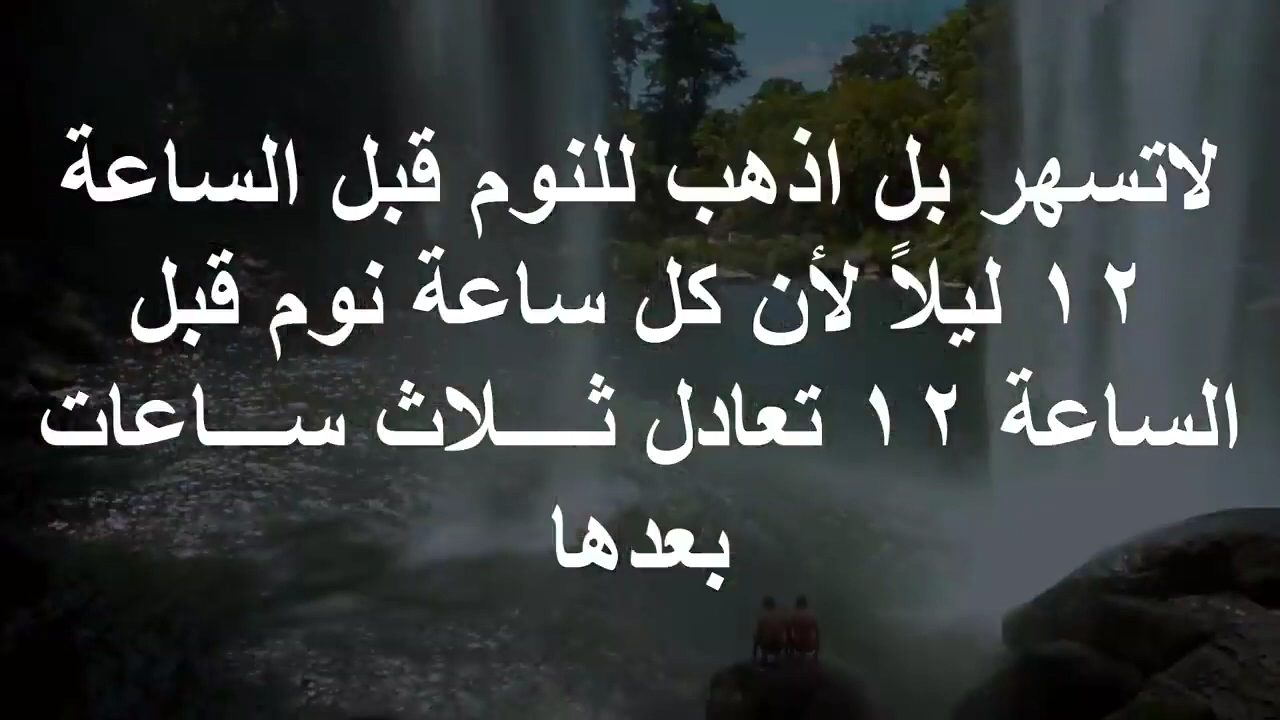 لاتسهر بل اذهب للنوم قبل الساعة
١٢ ليلاً لأن كل ساعة نوم قبل
الساعة ١٢ تعادل ثـــلاث ســـاعات
بعدها